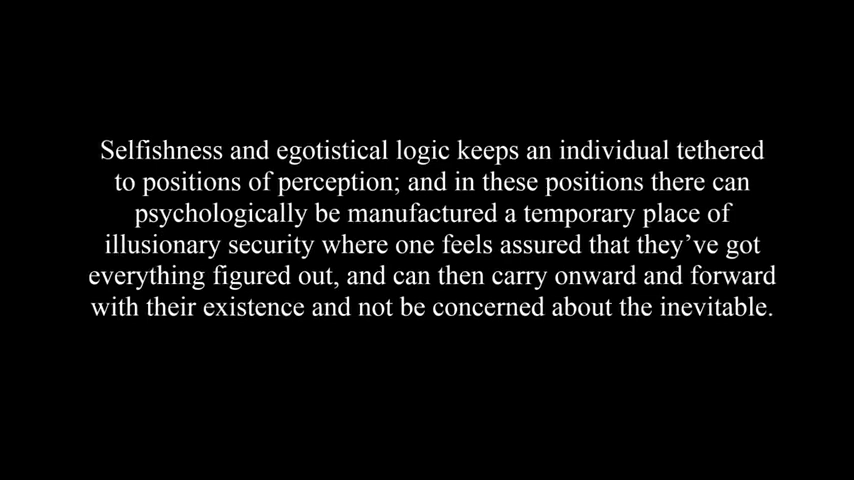 Selfishness and egotistical logic keeps an individual tethered
to positions of perception; and in these positions there can
psychologically be manufactured a temporary place of
illusionary security where one feels assured that they’ve got
everything figured out, and can then carry onward and forward
with their existence and not be concerned about the inevitable.